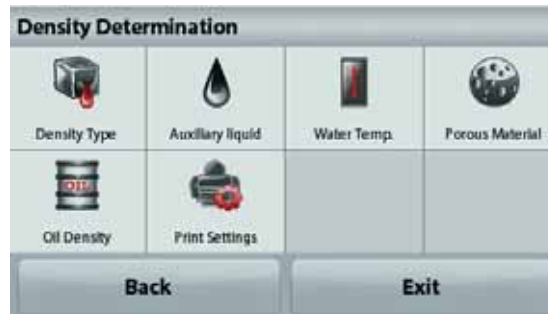 Density Determination
Density Type
Auxiliary liquid
Water Temp.
Porous Material
OIL
Oil Density
Print Settings
Back
Exit